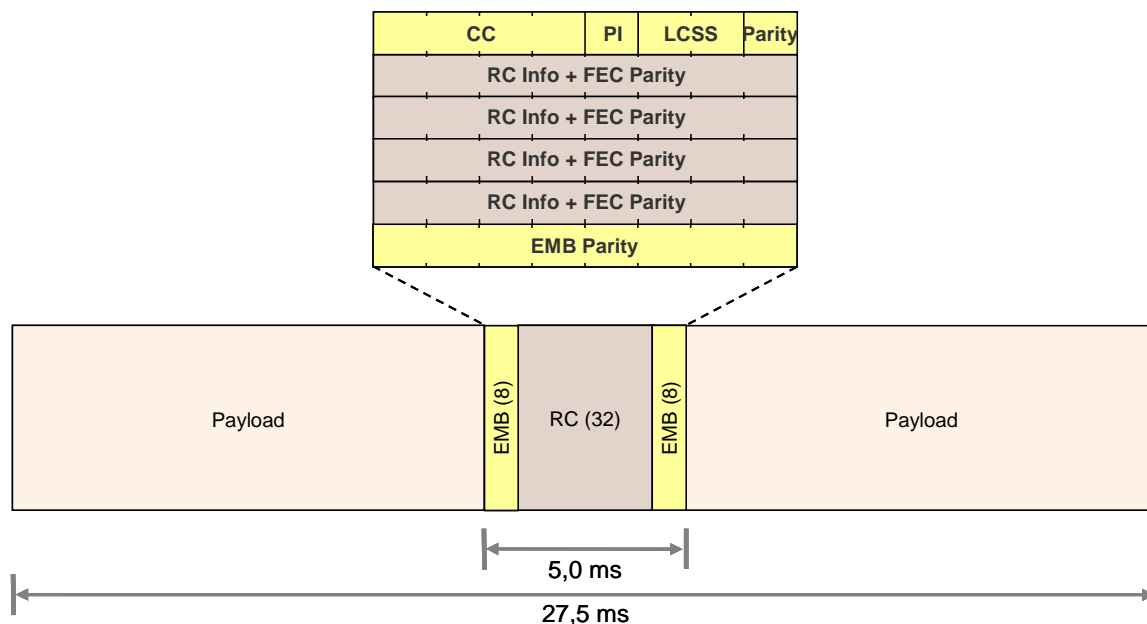 CC PI LCSS Parity
RC Info + FEC Parity
RC Info + FEC Parity
RC Info + FEC Parity
RC Info + FEC Parity
EMB Parity
Payload EMB (8) RC (32) EMB (8) Payload
5,0 ms
27,5 ms